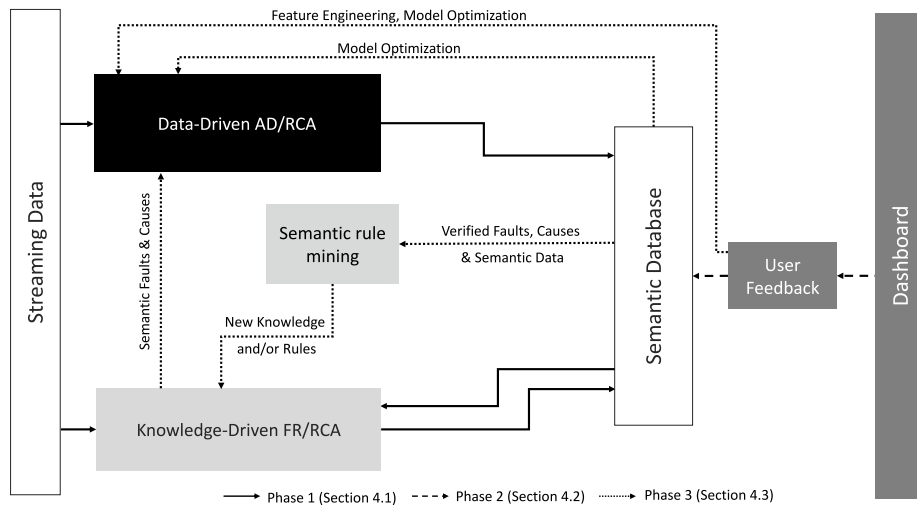 Feature Engineering, Model Optimization
Model Optimization
Data-Driven AD/RCA
Streaming Data
Semantic Faults & Causes
Semantic rule
mining
Verified Faults, Causes
& Semantic Data
Semantic Database
User
Feedback
Dashboard
New Knowledge
and/or Rules
Knowledge-Driven FR/RCA
Phase 1 (Section 4.1)
Phase 2 (Section 4.2)
Phase 3 (Section 4.3)